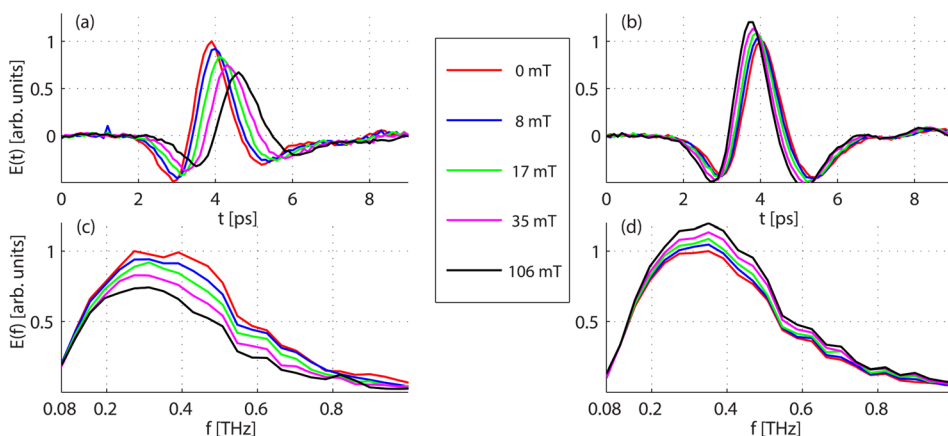 (a)
(b)
E(t) [arb. units]
1
0.5
0
0
2
4
6
8
t [ps]
1
0.5
0
0
2
4
6
8
t [ps]
0 mT
8 mT
17 mT
35 mT
106 mT
(c)
(d)
E(f) [arb. units]
1
0.5
0.08
0.2
0.4
0.6
0.8
f [THz]
1
0.5
0.08
0.2
0.4
0.6
0.8
f [THz]